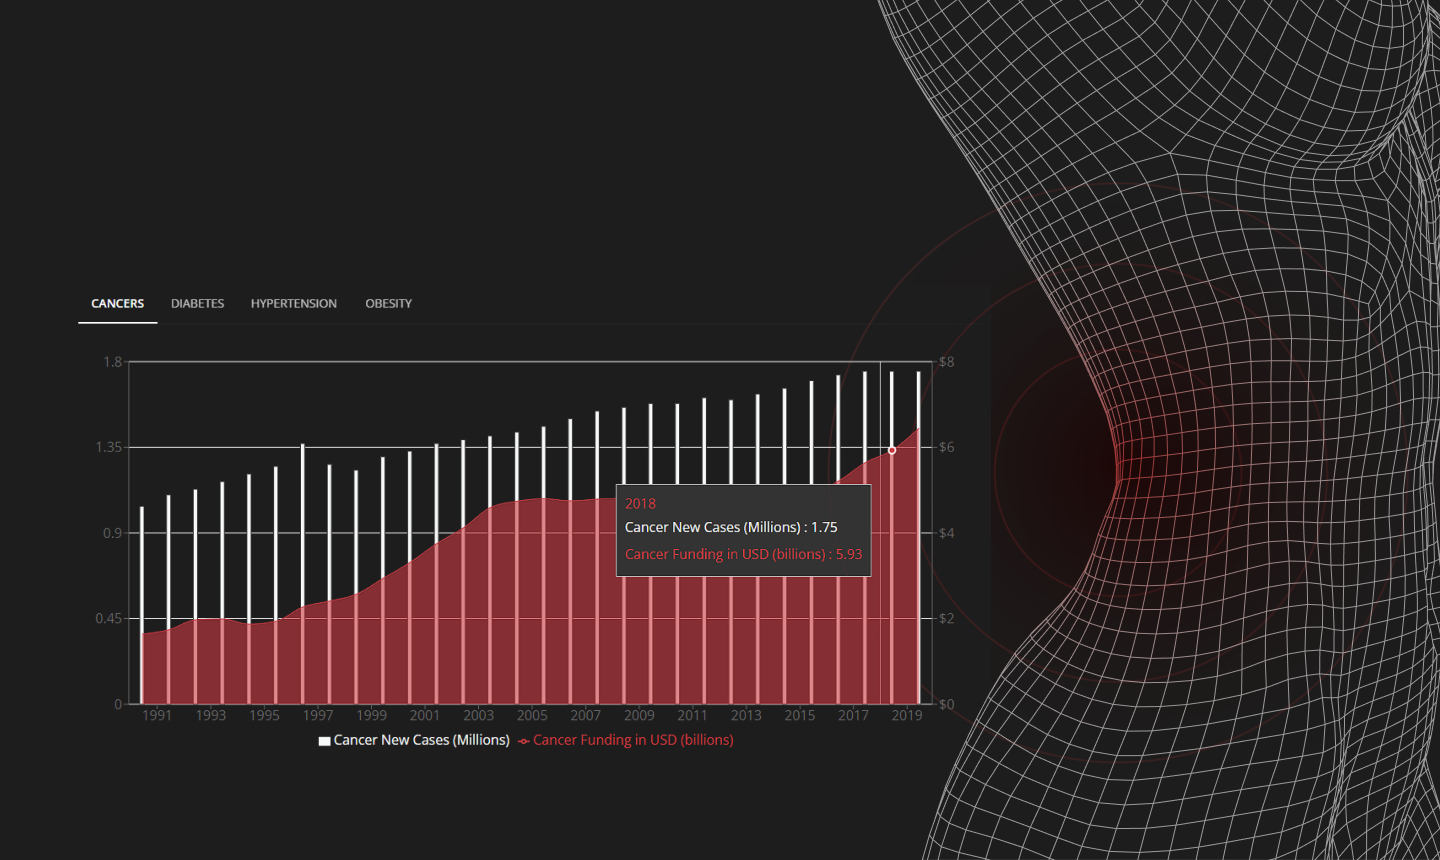 CANCERS DIABETES HYPERTENSION OBESITY
1.8 $8
1.35 $6
2018
Cancer New Cases (Millions) : 1.75
0.9 $4
Cancer Funding in USD (billions) : 5.93
0.45 $2
0 $0
1991 1993 1995 1997 1999 2001 2003 2005 2007 2009 2011 2013 2015 2017 2019
Cancer New Cases (Millions) Cancer Funding in USD (billions)